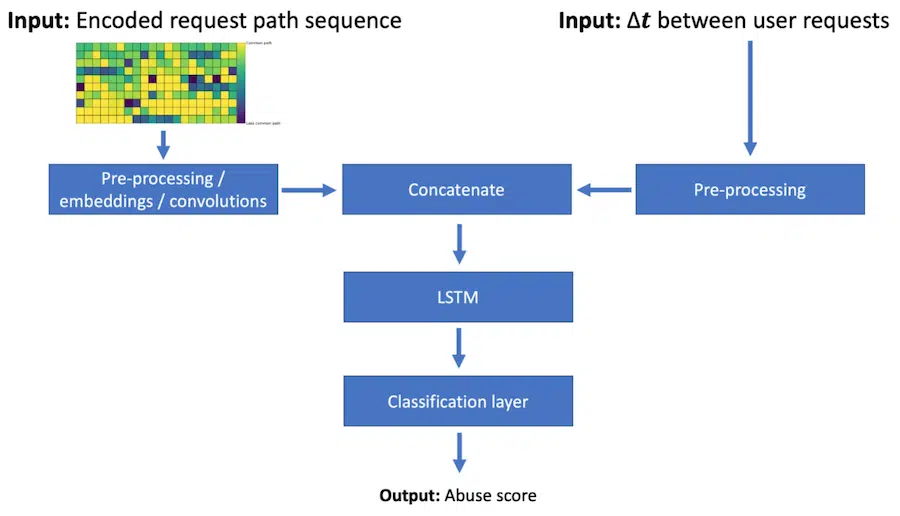 Input: Encoded request path sequence
Input: Δt between user requests
Common path
Less common path
Pre-processing /
embeddings / convolutions
Concatenate
Pre-processing
LSTM
Classification layer
Output: Abuse score